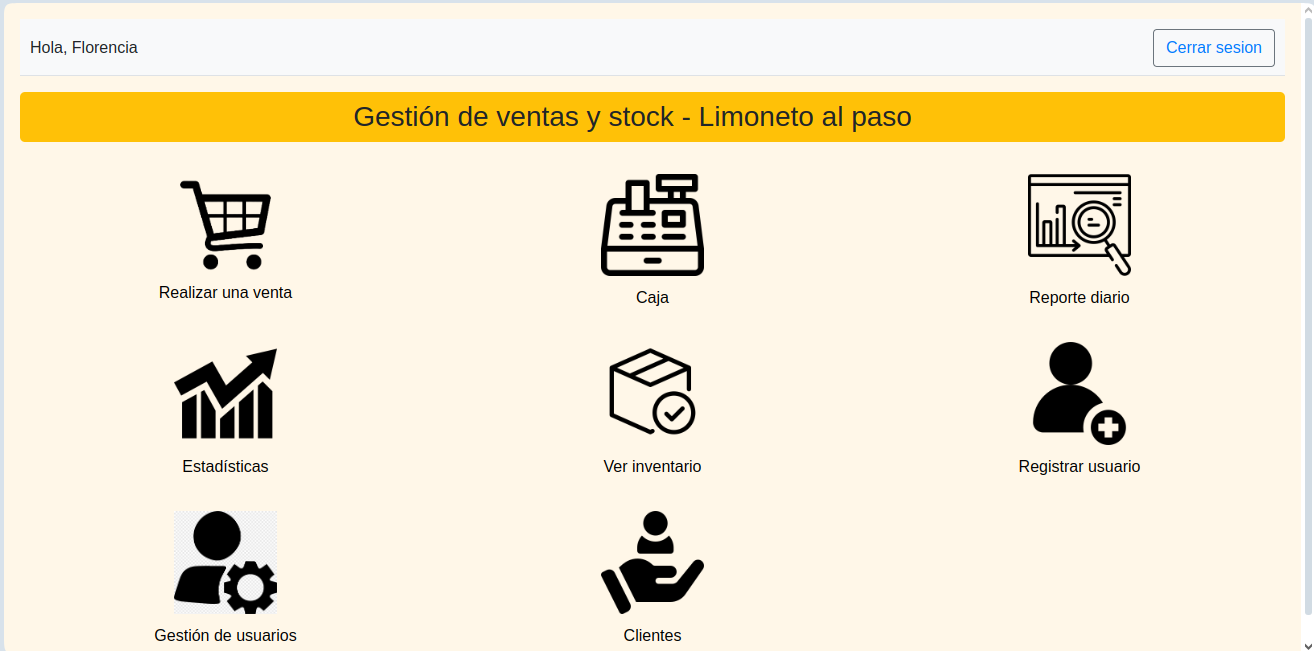 Hola, Florencia
Cerrar sesion
Gestión de ventas y stock - Limoneto al paso
Realizar una venta
Caja
Reporte diario
Estadísticas
Ver inventario
Registrar usuario
Gestión de usuarios
Clientes